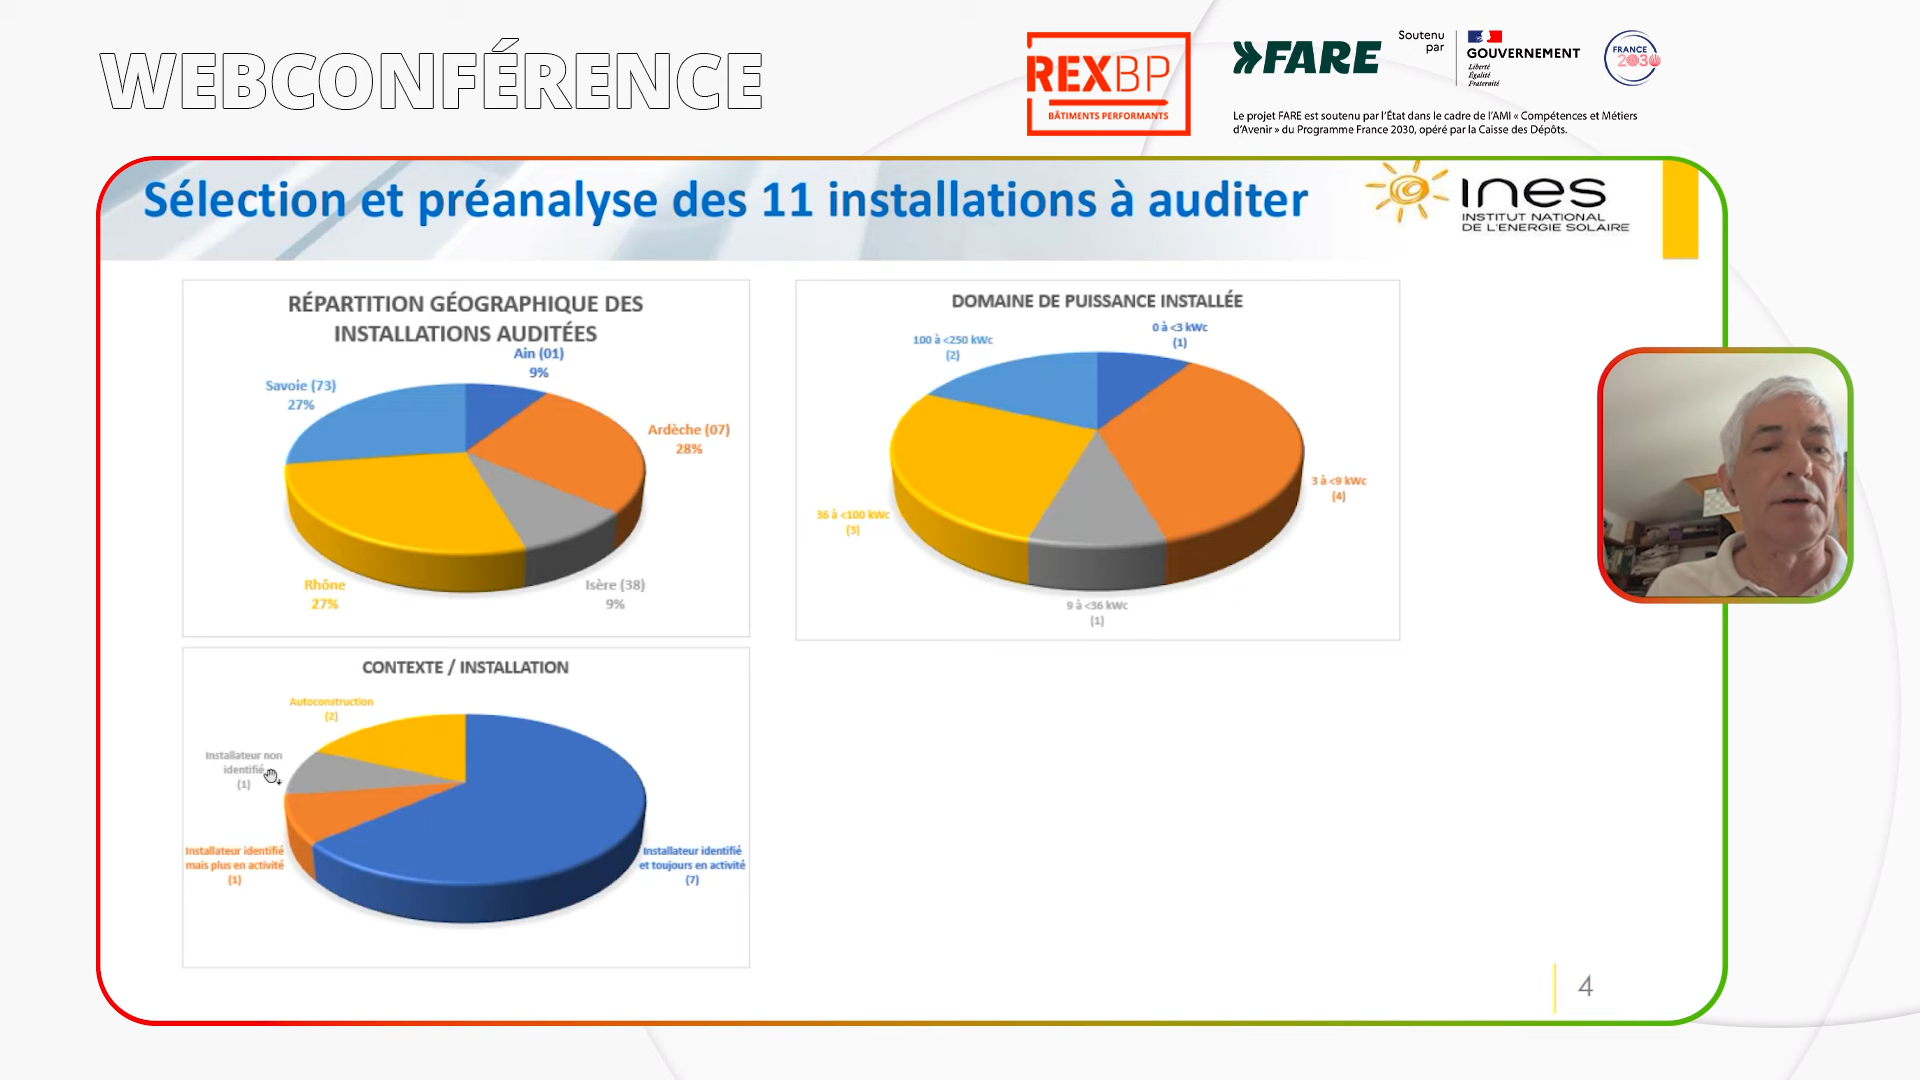 WEBCONFÉRENCE
REXBP
BÂTIMENTS PERFORMANTS
FARE
Soutenu
par
GOUVERNEMENT
Liberté
Égalité
Fraternité
FRANCE
2030
Le projet FARE est soutenu par l'État dans le cadre de l'AMI « Compétences et Métiers
d'Avenir » du Programme France 2030, opéré par la Caisse des Dépôts.
Sélection et préanalyse des 11 installations à auditer
ines
INSTITUT NATIONAL
DE L'ENERGIE SOLAIRE
RÉPARTITION GÉOGRAPHIQUE DES
INSTALLATIONS AUDITÉES
Ain (01)
9%
Savoie (73)
27%
Ardèche (07)
28%
Rhône
27%
Isère (38)
9%
DOMAINE DE PUISSANCE INSTALLÉE
0 à <3 kWc
(1)
100 à <250 kWc
(2)
3 à <9 kWc
(4)
36 à <100 kWc
(3)
9 à <36 kWc
(1)
CONTEXTE / INSTALLATION
Autoconstruction
(2)
Installateur non
identifié
(1)
Installateur identifié
mais plus en activité
(1)
Installateur identifié
et toujours en activité
(7)
4